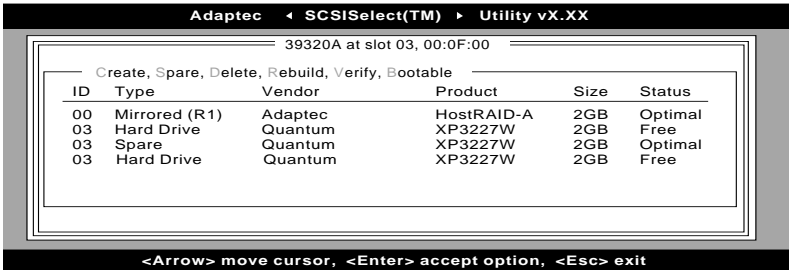 Adaptec ◂ SCSISelect(TM) ▸ Utility vX.XX
39320A at slot 03, 00:0F:00
Create, Spare, Delete, Rebuild, Verify, Bootable
ID Type Vendor Product Size Status
00 Mirrored (R1) Adaptec HostRAID-A 2GB Optimal
03 Hard Drive Quantum XP3227W 2GB Free
03 Spare Quantum XP3227W 2GB Optimal
03 Hard Drive Quantum XP3227W 2GB Free
<Arrow> move cursor, <Enter> accept option, <Esc> exit